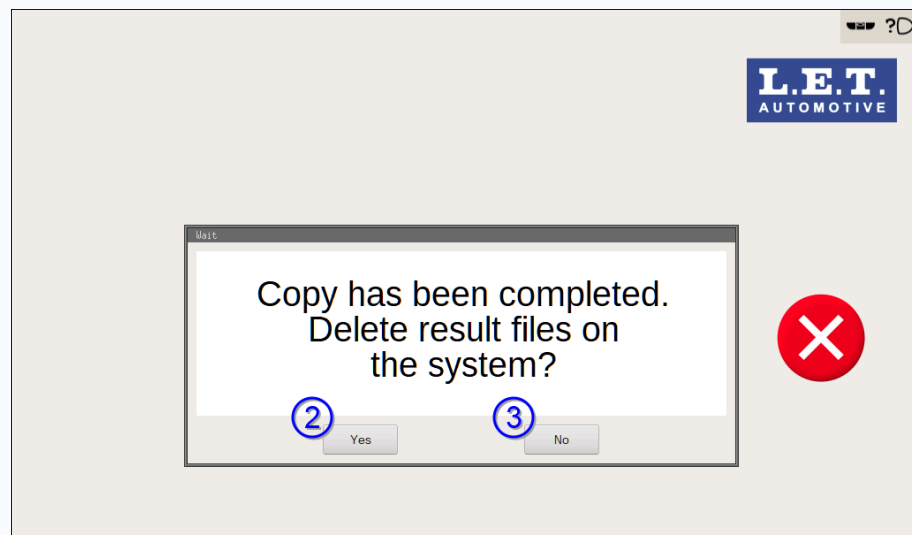 ?
L.E.T.
AUTOMOTIVE
Wait
Copy has been completed.
Delete result files on
the system?
2
3
Yes
No